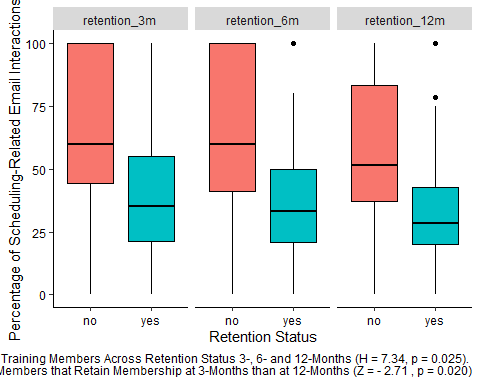 retention_3m retention_6m retention_12m
Percentage of Scheduling-Related Email Interactions
100
75
50
25
0
no yes no yes no yes
Retention Status
Training Members Across Retention Status 3-, 6- and 12-Months (H = 7.34, p = 0.025).
Members that Retain Membership at 3-Months than at 12-Months (Z = - 2.71 , p = 0.020)